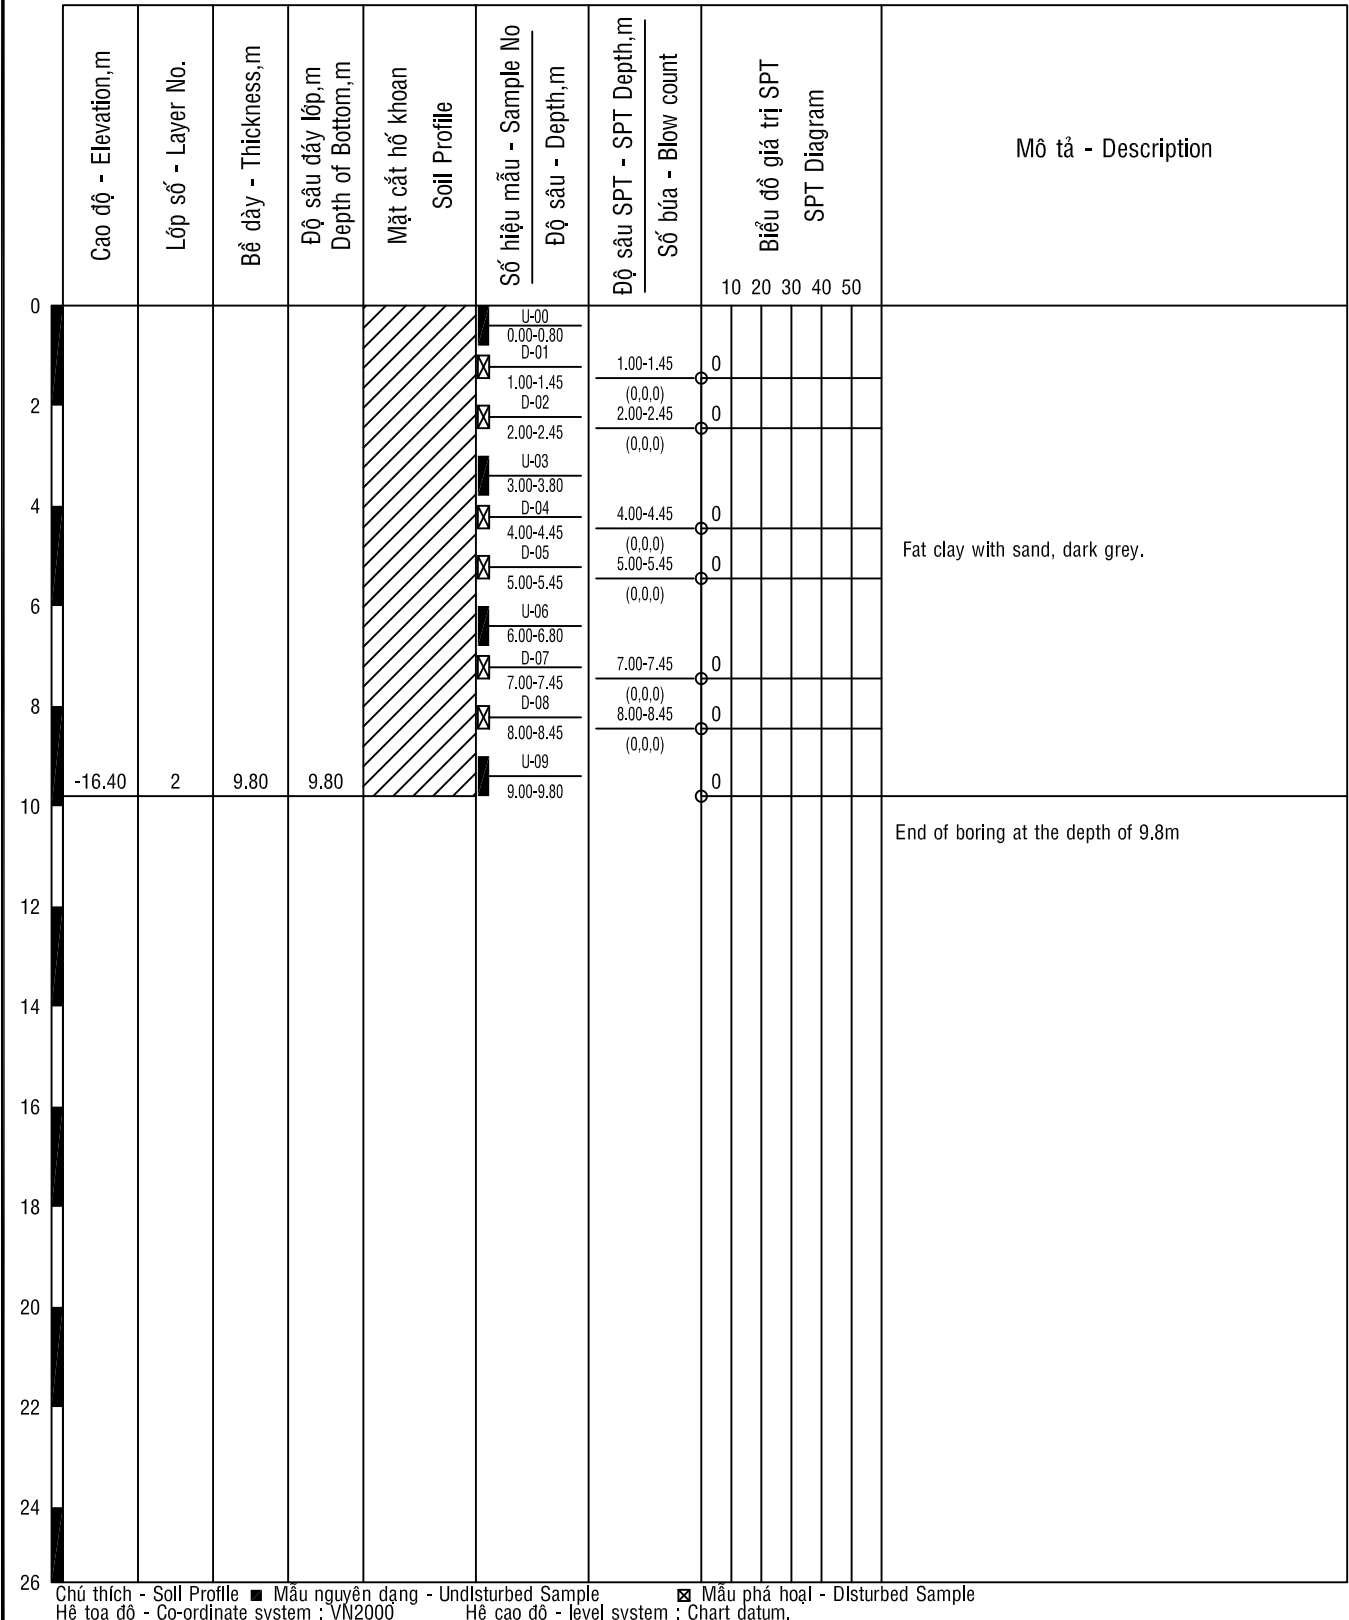 Cao độ - Elevation,m
Lớp số - Layer No.
Bề dày - Thickness,m
Độ sâu đáy lớp,m
Depth of Bottom,m
Mặt cắt hố khoan
Soil Profile
Số hiệu mẫu - Sample No
Độ sâu - Depth,m
Độ sâu SPT - SPT Depth,m
Số búa - Blow count
Biểu đồ giá trị SPT
SPT Diagram
10 20 30 40 50
Mô tả - Description
0
U-00
0.00-0.80
D-01
1.00-1.45 0
1.00-1.45
(0,0,0)
2
D-02
2.00-2.45 0
2.00-2.45
(0,0,0)
U-03
3.00-3.80
4
D-04
4.00-4.45 0
4.00-4.45
(0,0,0)
D-05
5.00-5.45 0
5.00-5.45
(0,0,0)
Fat clay with sand, dark grey.
6
U-06
6.00-6.80
D-07
7.00-7.45 0
7.00-7.45
(0,0,0)
8
D-08
8.00-8.45 0
8.00-8.45
(0,0,0)
U-09
9.00-9.80
-16.40 2 9.80 9.80 0
10
End of boring at the depth of 9.8m
12
14
16
18
20
22
24
26
Chú thích - Soil Profile Mẫu nguyên dạng - Undisturbed Sample Mẫu phá hoại - Disturbed Sample
Hệ tọa độ - Co-ordinate system : VN2000 Hệ cao độ - level system : Chart datum.